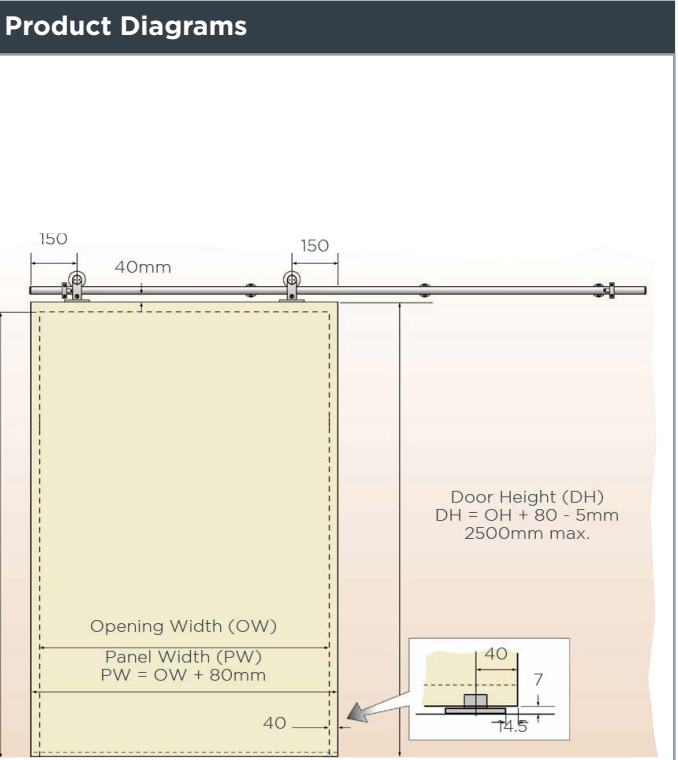 Product Diagrams
150
150
40mm
Door Height (DH)
DH = OH + 80 - 5mm
2500mm max.
Opening Width (OW)
Panel Width (PW)
PW = OW + 80mm
40
40
7
14.5